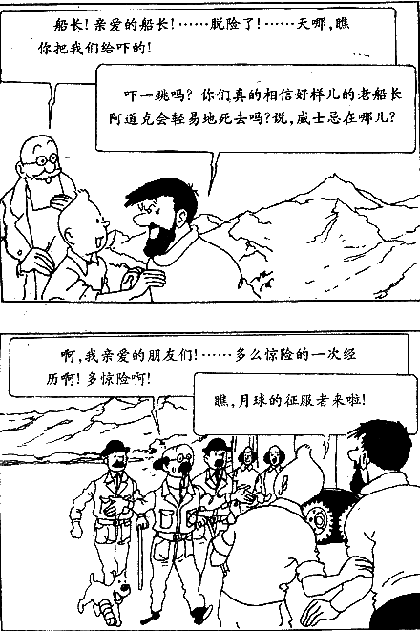 船长!亲爱的船长!……脱险了!……天哪,瞧
你把我们给吓的!
吓一跳吗?你们真的相信好样儿的老船长
阿道克会轻易地死去吗?说,威士忌在哪儿?
啊,我亲爱的朋友们!……多么惊险的一次经
历啊!多惊险啊!
瞧,月球的征服老来啦!